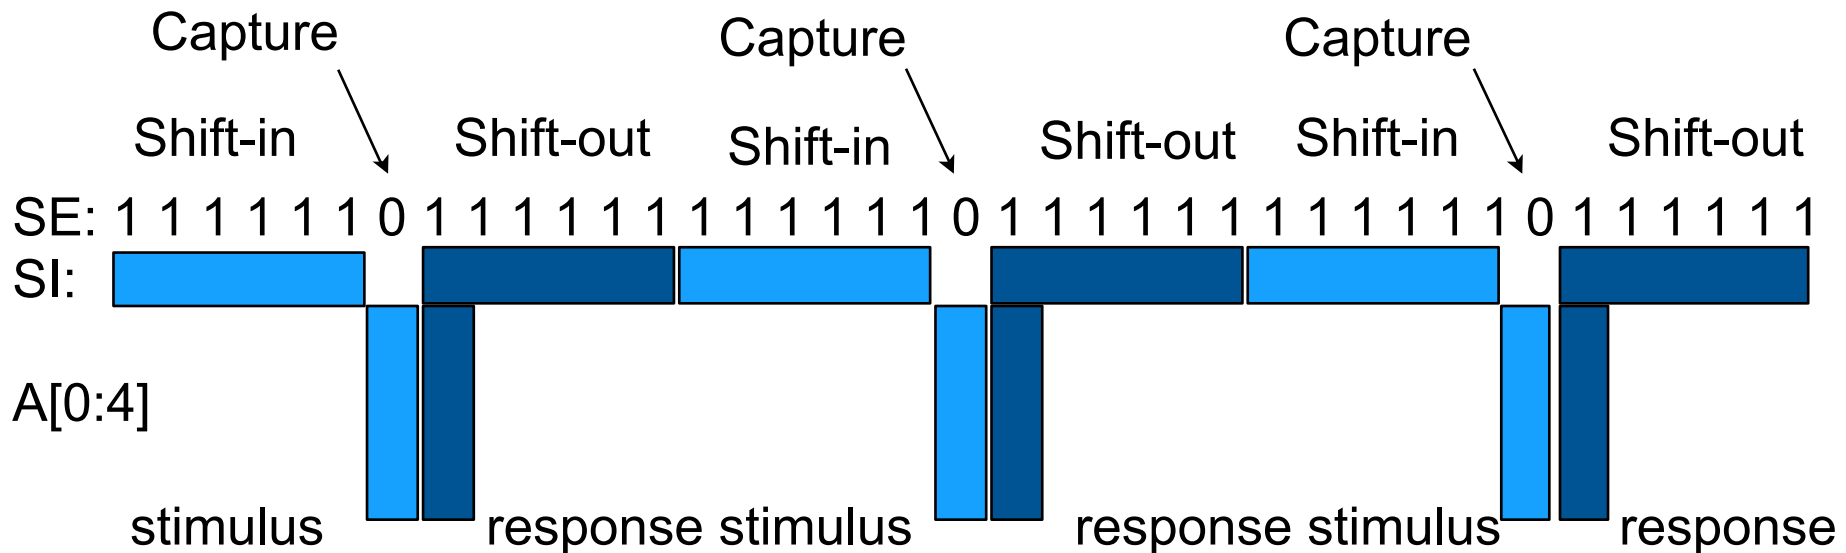 Capture Capture Capture
Shift-in Shift-out Shift-in Shift-out Shift-in Shift-out
SE: 1 1 1 1 1 1 0 1 1 1 1 1 1 1 1 1 1 1 1 0 1 1 1 1 1 1 1 1 1 1 1 1 0 1 1 1 1 1 1
SI:
A[0:4]
stimulus response stimulus response stimulus response